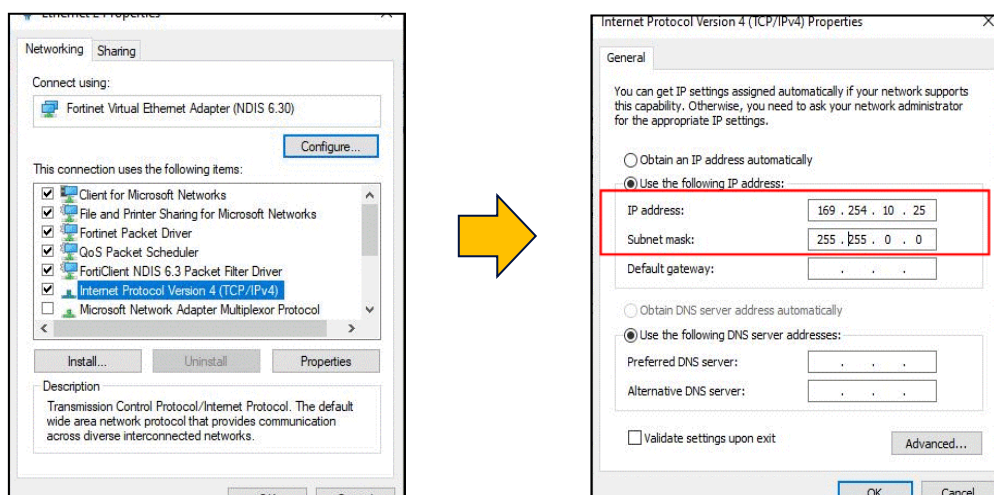 Ethernet 2 Properties
Networking
Sharing
Connect using:
Fortinet Virtual Ethernet Adapter (NDIS 6.30)
Configure...
This connection uses the following items:
Client for Microsoft Networks
File and Printer Sharing for Microsoft Networks
Fortinet Packet Driver
QoS Packet Scheduler
FortiClient NDIS 6.3 Packet Filter Driver
Internet Protocol Version 4 (TCP/IPv4)
Microsoft Network Adapter Multiplexor Protocol
Install...
Uninstall
Properties
Description
Transmission Control Protocol/Internet Protocol. The default
wide area network protocol that provides communication
across diverse interconnected networks.
Internet Protocol Version 4 (TCP/IPv4) Properties
General
You can get IP settings assigned automatically if your network supports
this capability. Otherwise, you need to ask your network administrator
for the appropriate IP settings.
Obtain an IP address automatically
Use the following IP address:
IP address: 169 . 254 . 10 . 25
Subnet mask: 255 . 255 . 0 . 0
Default gateway: . . .
Obtain DNS server address automatically
Use the following DNS server addresses:
Preferred DNS server: . . .
Alternative DNS server: . . .
Validate settings upon exit
Advanced...
OK
Cancel